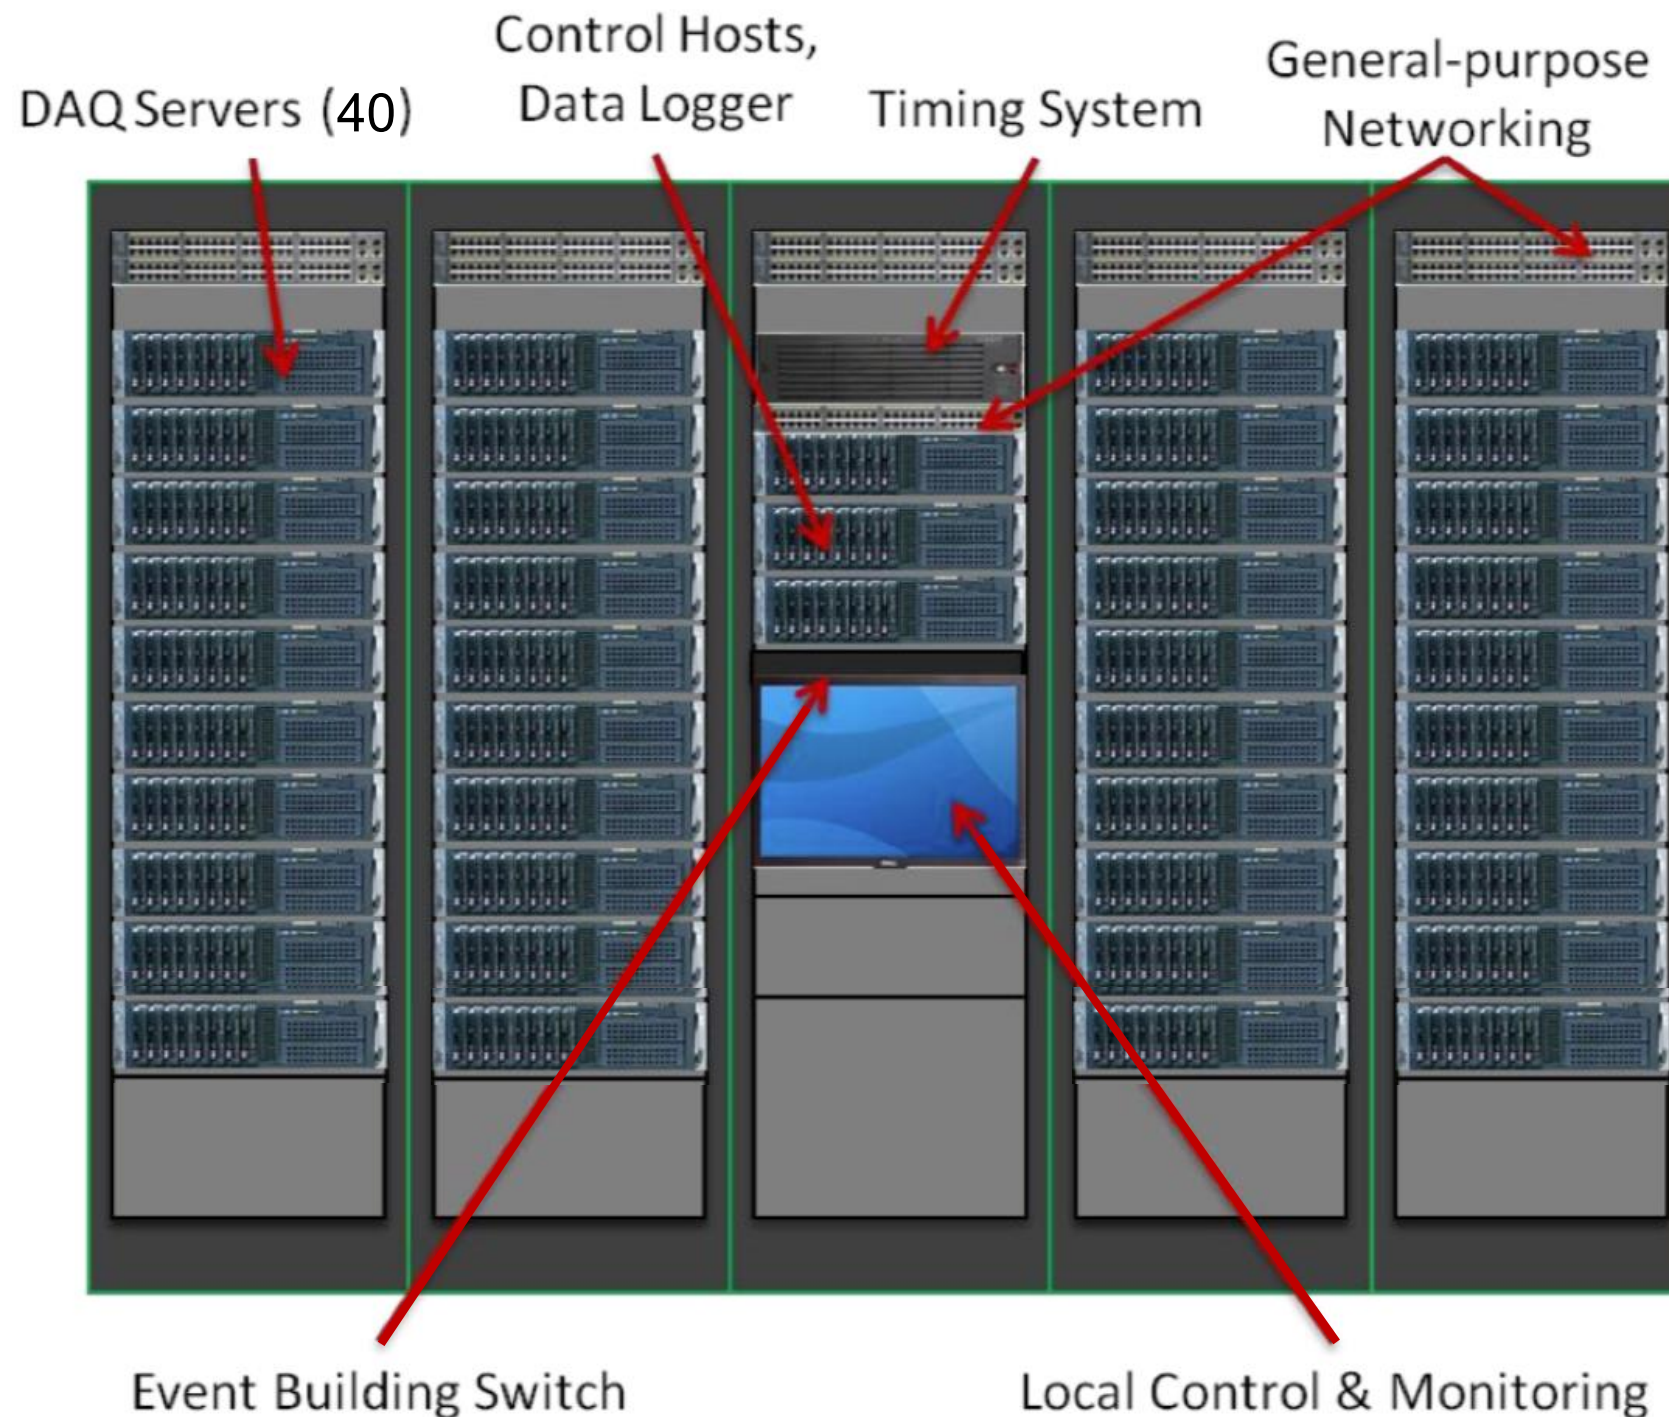 Control Hosts,
Data Logger
DAQ Servers (40)
Timing System
General-purpose
Networking
Event Building Switch
Local Control & Monitoring